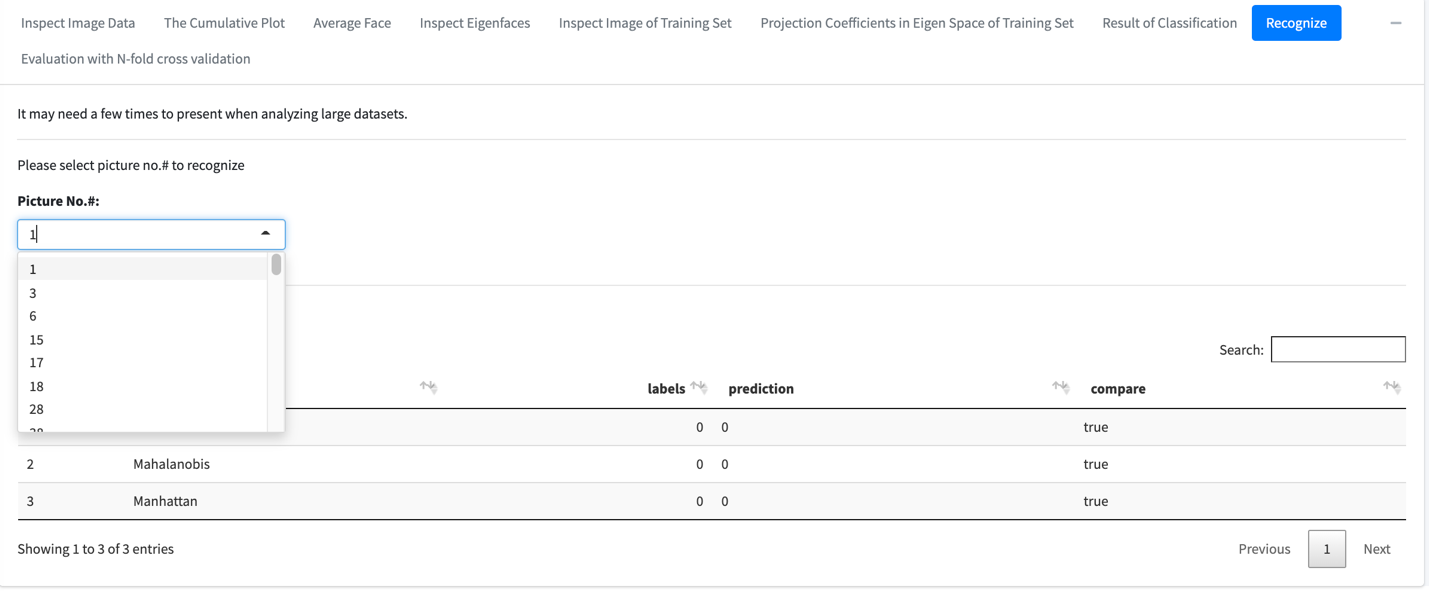 Inspect Image Data The Cumulative Plot Average Face Inspect Eigenfaces Inspect Image of Training Set Projection Coefficients in Eigen Space of Training Set Result of Classification Recognize
Evaluation with N-fold cross validation
It may need a few times to present when analyzing large datasets.
Please select picture no.# to recognize
Picture No.#:
1
1
3
6
15
17
18
28
Search:
labels prediction compare
0 0 true
2 Mahalanobis 0 0 true
3 Manhattan 0 0 true
Showing 1 to 3 of 3 entries
Previous 1 Next